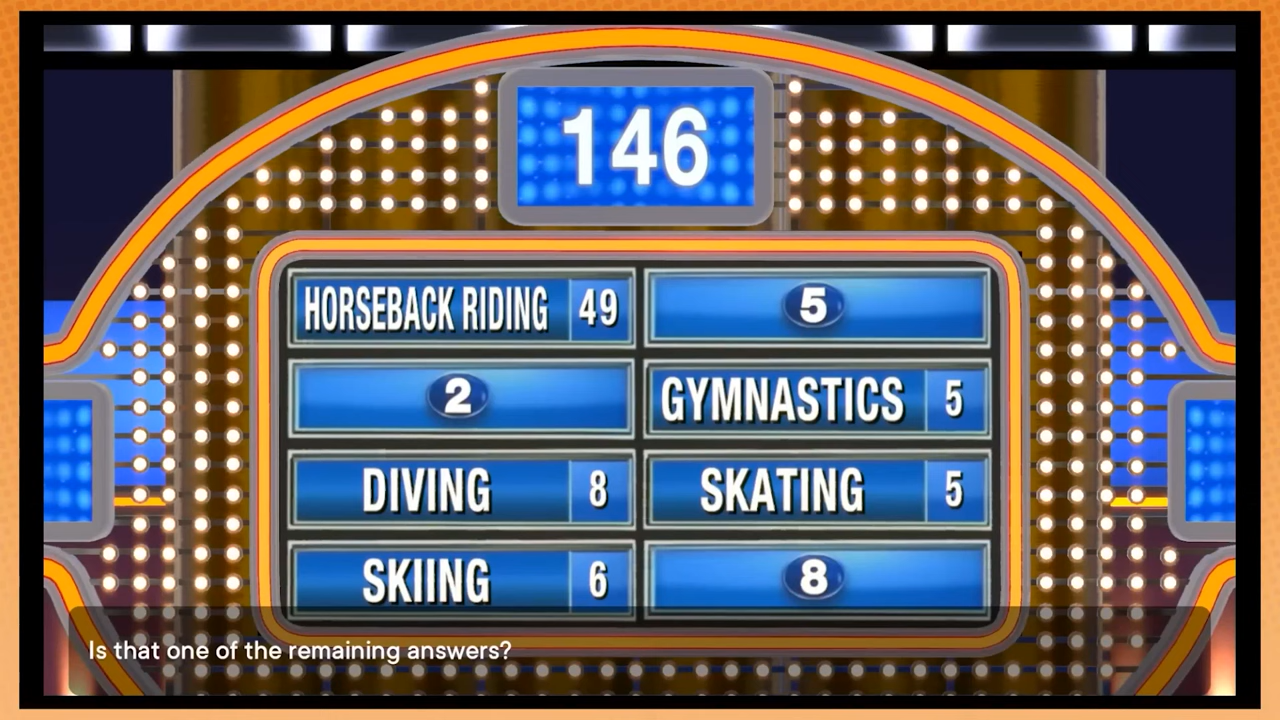 146
HORSEBACK RIDING 49
5
2
GYMNASTICS 5
DIVING 8
SKATING 5
SKIING 6
8
Is that one of the remaining answers?